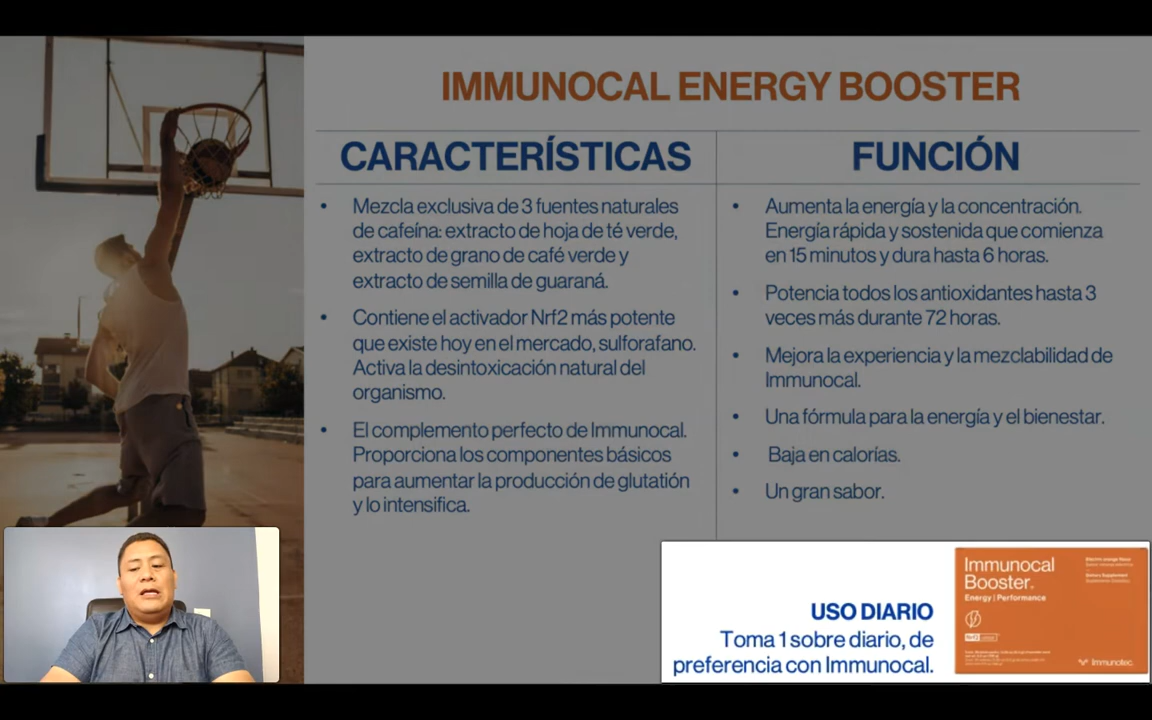 IMMUNOCAL ENERGY BOOSTER
CARACTERÍSTICAS
• Mezcla exclusiva de 3 fuentes naturales
de cafeína: extracto de hoja de té verde,
extracto de grano de café verde y
extracto de semilla de guaraná.
• Contiene el activador Nrf2 más potente
que existe hoy en el mercado, sulforafano.
Activa la desintoxicación natural del
organismo.
• El complemento perfecto de Immunocal.
Proporciona los componentes básicos
para aumentar la producción de glutatión
y lo intensifica.
FUNCIÓN
• Aumenta la energía y la concentración.
Energía rápida y sostenida que comienza
en 15 minutos y dura hasta 6 horas.
• Potencia todos los antioxidantes hasta 3
veces más durante 72 horas.
• Mejora la experiencia y la mezclabilidad de
Immunocal.
• Una fórmula para la energía y el bienestar.
• Baja en calorías.
• Un gran sabor.
USO DIARIO
Toma 1 sobre diario, de
preferencia con Immunocal.
Immunocal
Booster
Energy | Performance
Nrf2
Immunotec